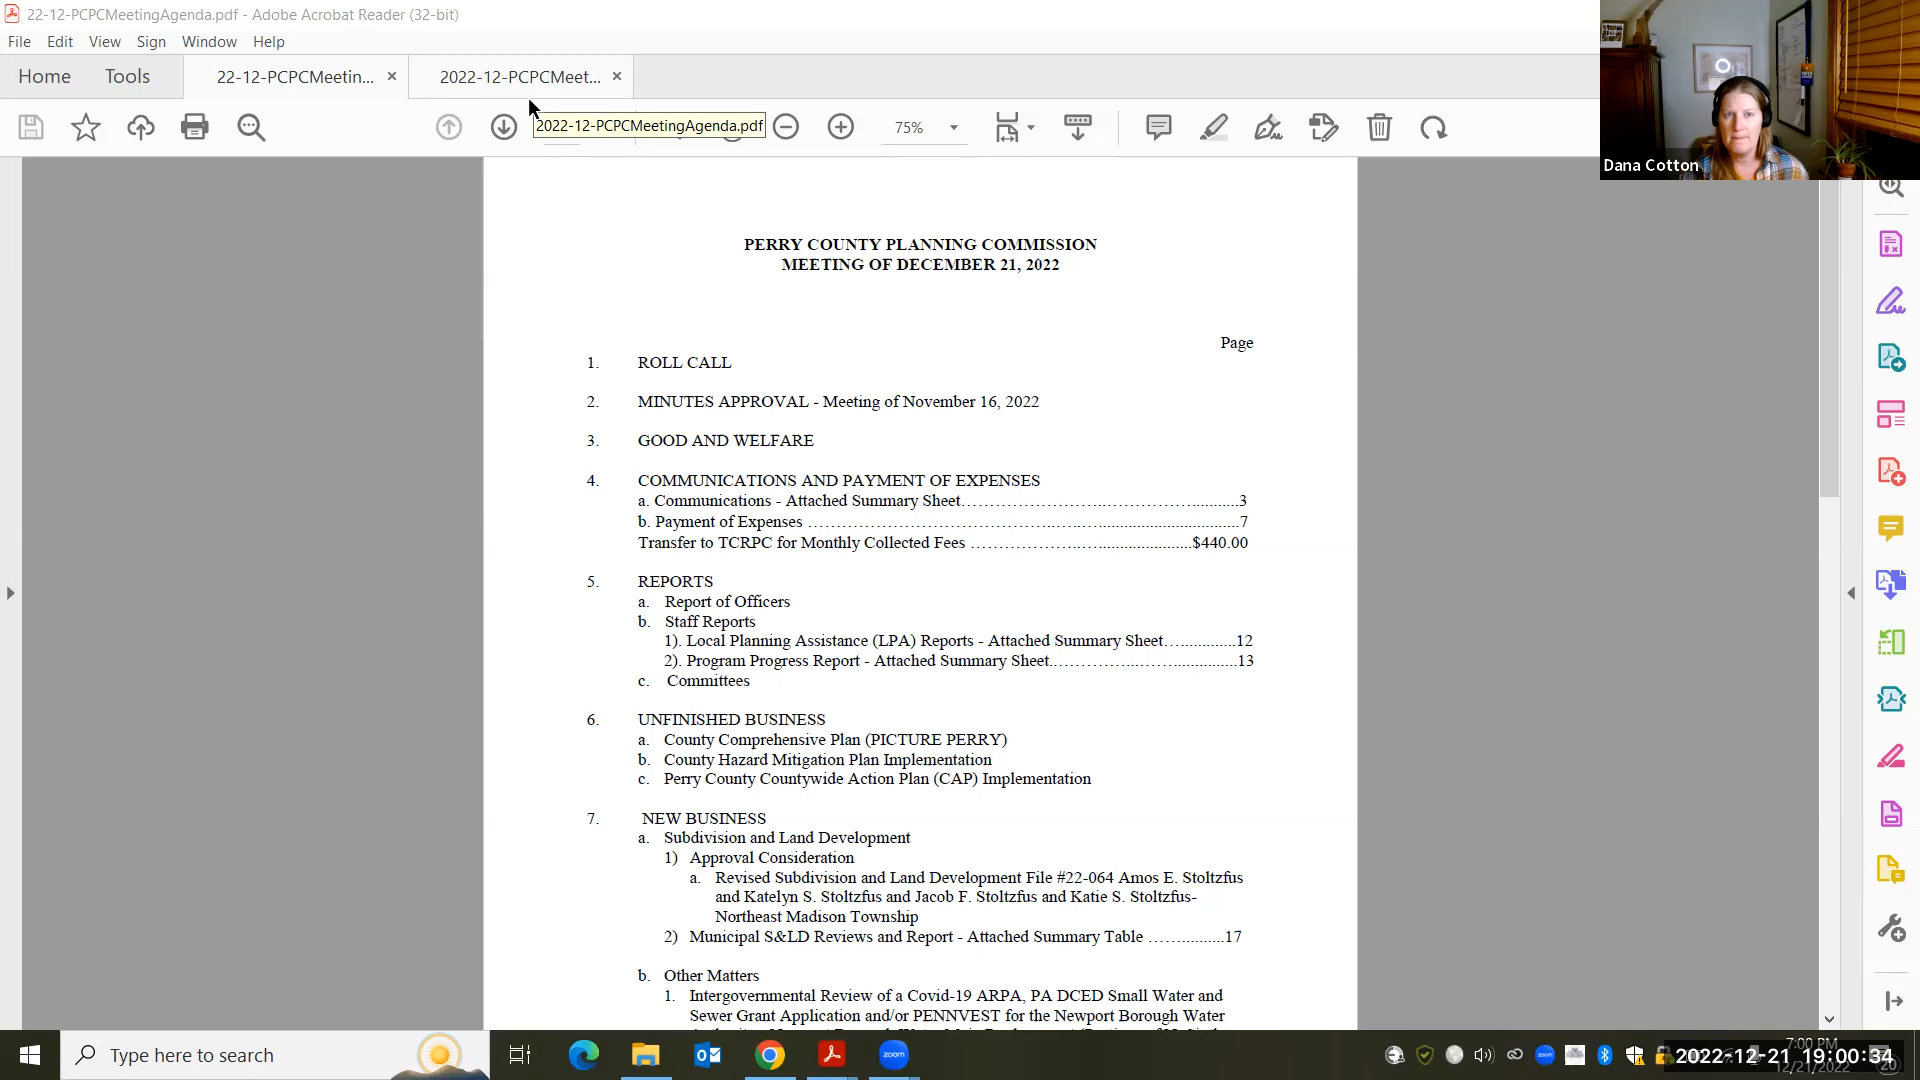 22-12-PCPCMeetingAgenda.pdf - Adobe Acrobat Reader (32-bit)
File Edit View Sign Window Help
Home Tools 22-12-PCPCMeetin... × 2022-12-PCPCMeet... ×
2022-12-PCPCMeetingAgenda.pdf 75%
Dana Cotton
PERRY COUNTY PLANNING COMMISSION
MEETING OF DECEMBER 21, 2022
Page
1. ROLL CALL
2. MINUTES APPROVAL - Meeting of November 16, 2022
3. GOOD AND WELFARE
4. COMMUNICATIONS AND PAYMENT OF EXPENSES
a. Communications - Attached Summary Sheet..............................3
b. Payment of Expenses ..............................7
Transfer to TCRPC for Monthly Collected Fees ..............................$440.00
5. REPORTS
a. Report of Officers
b. Staff Reports
1). Local Planning Assistance (LPA) Reports - Attached Summary Sheet...............12
2). Program Progress Report - Attached Summary Sheet..............................13
c. Committees
6. UNFINISHED BUSINESS
a. County Comprehensive Plan (PICTURE PERRY)
b. County Hazard Mitigation Plan Implementation
c. Perry County Countywide Action Plan (CAP) Implementation
7. NEW BUSINESS
a. Subdivision and Land Development
1) Approval Consideration
a. Revised Subdivision and Land Development File #22-064 Amos E. Stoltzfus
and Katelyn S. Stoltzfus and Jacob F. Stoltzfus and Katie S. Stoltzfus-
Northeast Madison Township
2) Municipal S&LD Reviews and Report - Attached Summary Table ...............17
b. Other Matters
1. Intergovernmental Review of a Covid-19 ARPA, PA DCED Small Water and
Sewer Grant Application and/or PENNVEST for the Newport Borough Water
Type here to search
zoom
7:00 PM
2022-12-21 19:00:34
12/21/2022
20